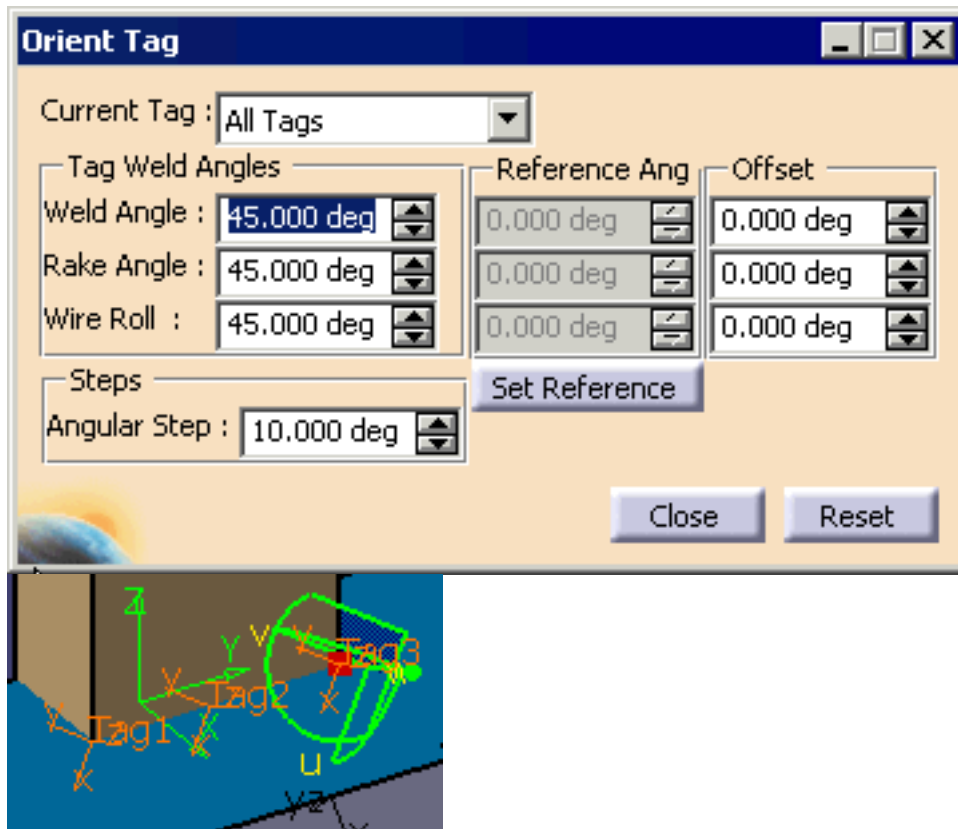 Orient Tag
Current Tag : All Tags
Tag Weld Angles Reference Ang Offset
Weld Angle : 45.000 deg 0.000 deg 0.000 deg
Rake Angle : 45.000 deg 0.000 deg 0.000 deg
Wire Roll : 45.000 deg 0.000 deg 0.000 deg
Steps Set Reference
Angular Step : 10.000 deg
Close Reset
Z
Y V Y Tag3
Y Tag2 X
Y Tag1 X X
X
u
y z